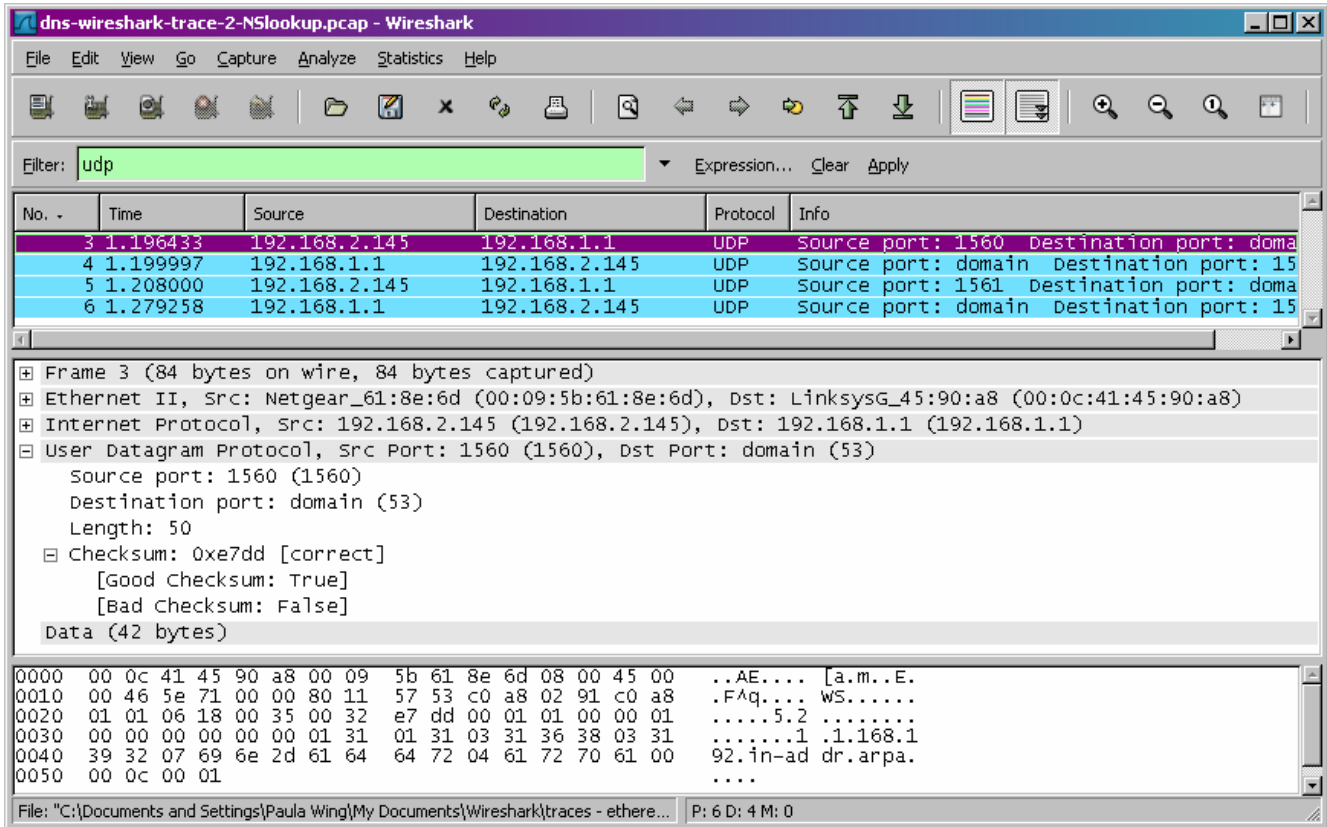 dns-wireshark-trace-2-NSlookup.pcap - Wireshark
File Edit View Go Capture Analyze Statistics Help
Filter: udp Expression... Clear Apply
No. Time Source Destination Protocol Info
3 1.196433 192.168.2.145 192.168.1.1 UDP Source port: 1560 Destination port: doma
4 1.199997 192.168.1.1 192.168.2.145 UDP Source port: domain Destination port: 15
5 1.208000 192.168.2.145 192.168.1.1 UDP Source port: 1561 Destination port: doma
6 1.279258 192.168.1.1 192.168.2.145 UDP Source port: domain Destination port: 15
Frame 3 (84 bytes on wire, 84 bytes captured)
Ethernet II, Src: Netgear_61:8e:6d (00:09:5b:61:8e:6d), Dst: LinksysG_45:90:a8 (00:0c:41:45:90:a8)
Internet Protocol, Src: 192.168.2.145 (192.168.2.145), Dst: 192.168.1.1 (192.168.1.1)
User Datagram Protocol, Src Port: 1560 (1560), Dst Port: domain (53)
Source port: 1560 (1560)
Destination port: domain (53)
Length: 50
Checksum: 0xe7dd [correct]
[Good Checksum: True]
[Bad Checksum: False]
Data (42 bytes)
0000 00 0c 41 45 90 a8 00 09 5b 61 8e 6d 08 00 45 00 ..AE.... [a.m..E.
0010 00 46 5e 71 00 00 80 11 57 53 c0 a8 02 91 c0 a8 .F^q.... WS......
0020 01 01 06 18 00 35 00 32 e7 dd 00 01 01 00 00 01 .....5.2 ........
0030 00 00 00 00 00 00 01 31 01 31 03 31 36 38 03 31 .......1 .1.168.1
0040 39 32 07 69 6e 2d 61 64 64 72 04 61 72 70 61 00 92.in-ad dr.arpa.
0050 00 0c 00 01 ....
File: "C:\Documents and Settings\Paula Wing\My Documents\Wireshark\traces - ethere... P: 6 D: 4 M: 0